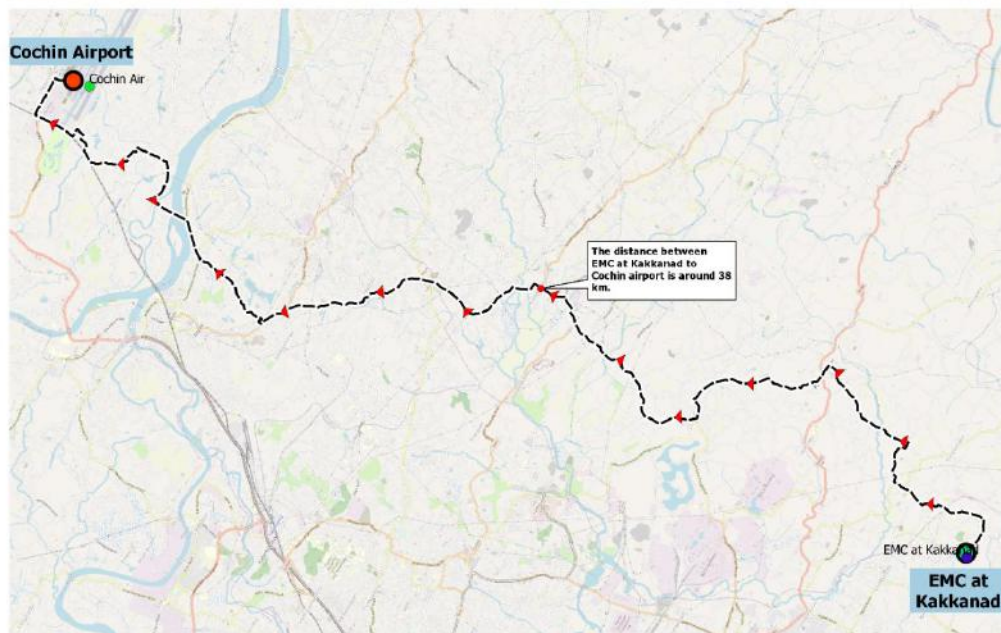 Cochin Airport
Cochin Air
The distance between
EMC at Kakkanad to
Cochin airport is around 38
km.
EMC at Kakkanad
EMC at
Kakkanad